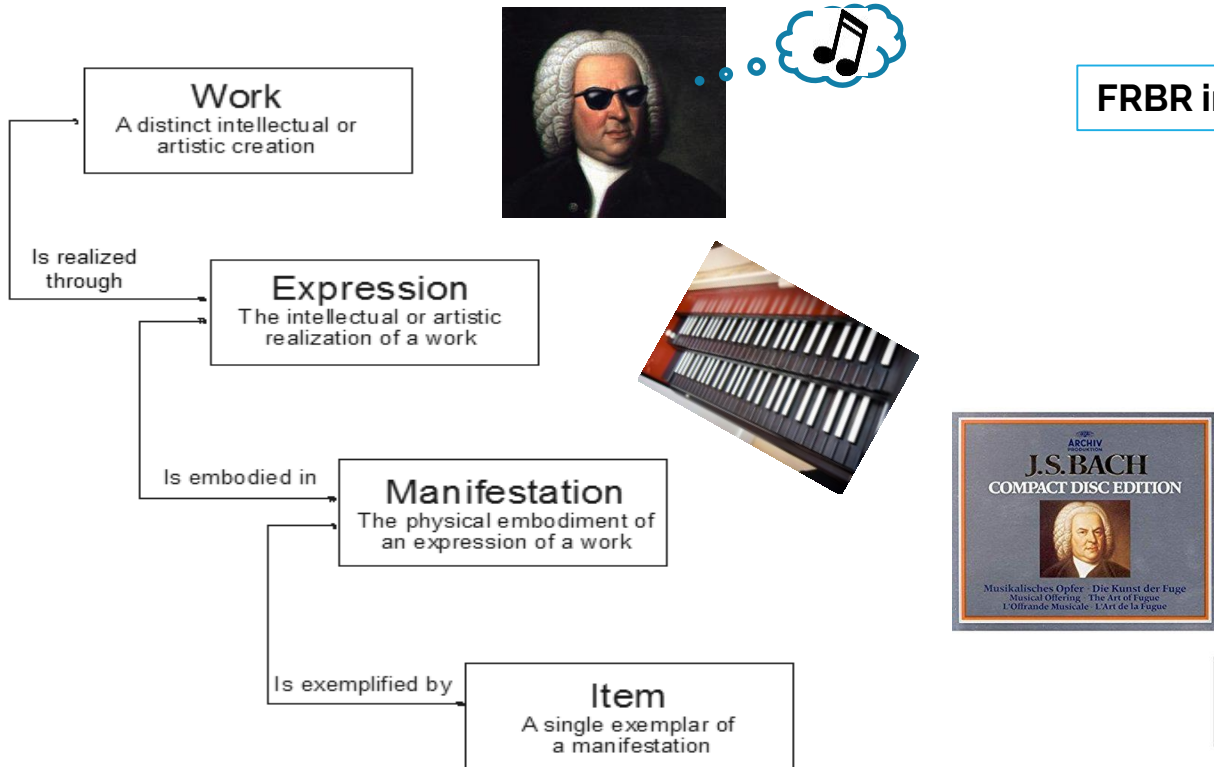 Work
A distinct intellectual or
artistic creation
FRBR
Is realized
through
Expression
The intellectual or artistic
realization of a work
Is embodied in
Manifestation
The physical embodiment of
an expression of a work
ARCHIV
PRODUKTION
J.S. BACH
COMPACT DISC EDITION
Musikalisches Opfer · Die Kunst der Fuge
Musical Offering · The Art of Fugue
L'Offrande Musicale · L'Art de la Fugue
Is exemplified by
Item
A single exemplar of
a manifestation